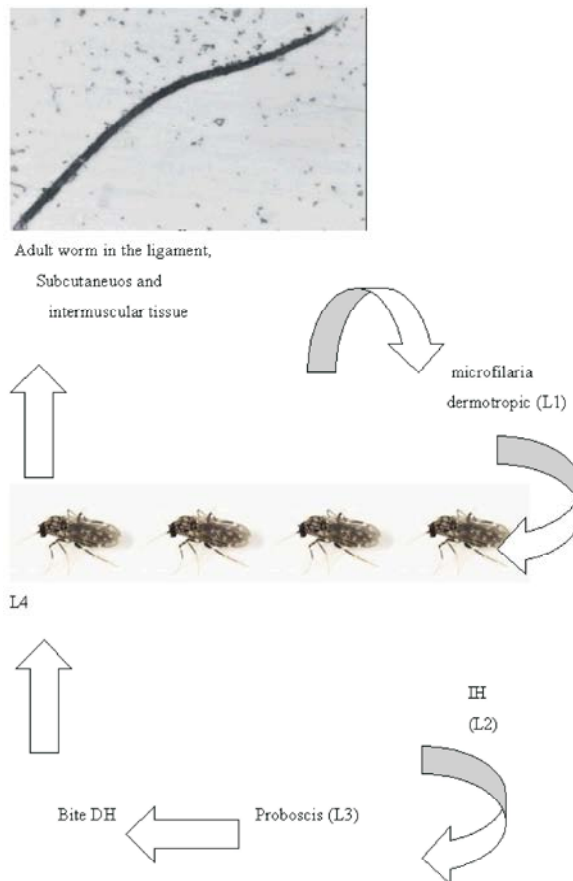 Adult worm in the ligament,
Subcutaneuos and
intermuscular tissue
microfilaria
dermotropic (L1)
L4
IH
(L2)
Bite DH
Proboscis (L3)